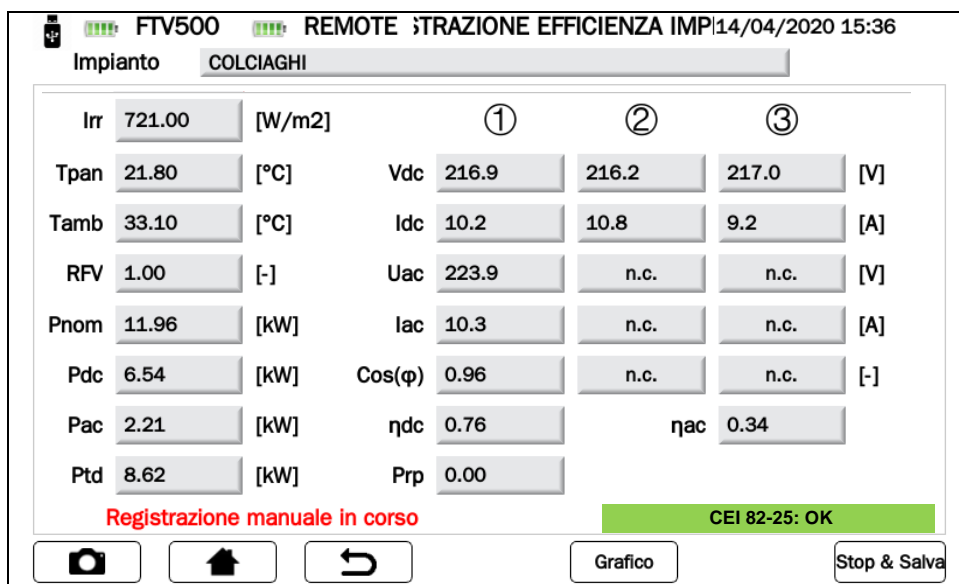 FTV500 REMOTE STRAZIONE EFFICIENZA IMP 14/04/2020 15:36
Impianto COLCIAGHI
Irr 721.00 [W/m2] ① ② ③
Tpan 21.80 [°C] Vdc 216.9 216.2 217.0 [V]
Tamb 33.10 [°C] Idc 10.2 10.8 9.2 [A]
RFV 1.00 [-] Uac 223.9 n.c. n.c. [V]
Pnom 11.96 [kW] Iac 10.3 n.c. n.c. [A]
Pdc 6.54 [kW] Cos(φ) 0.96 n.c. n.c. [-]
Pac 2.21 [kW] ηdc 0.76 ηac 0.34
Ptd 8.62 [kW] Prp 0.00
Registrazione manuale in corso CEI 82-25: OK
Grafico Stop & Salva